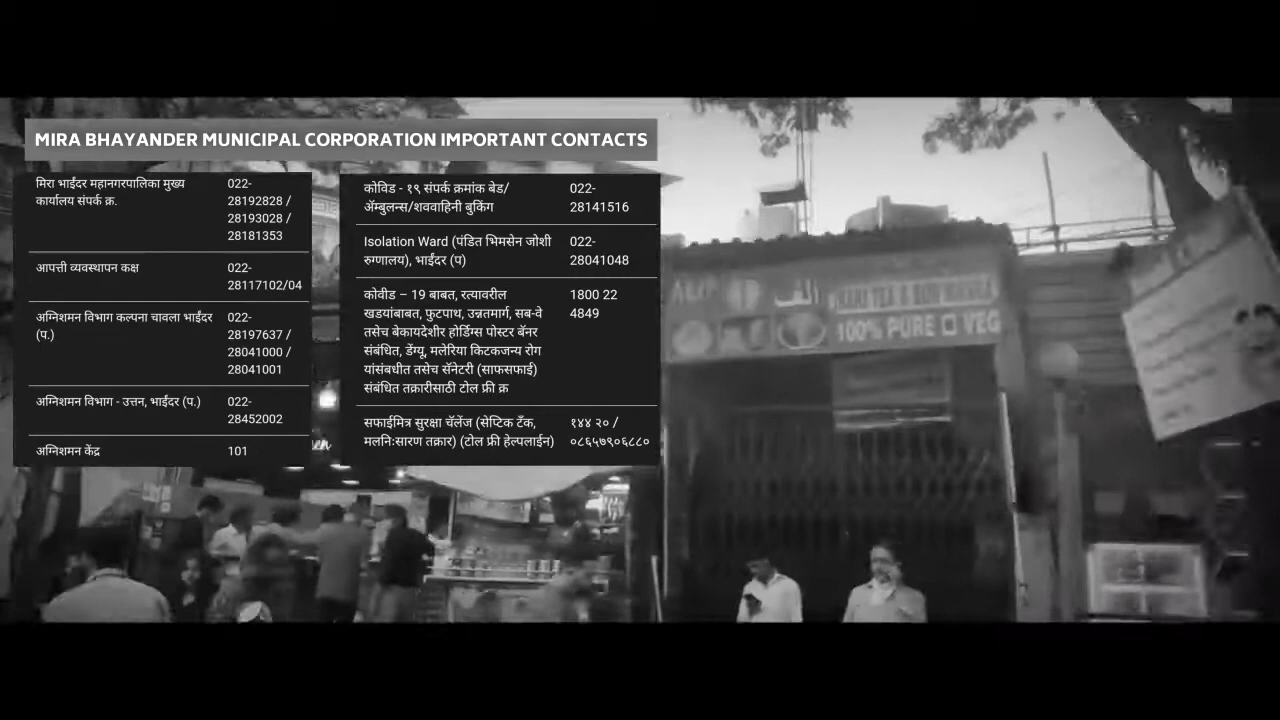 MIRA BHAYANDER MUNICIPAL CORPORATION IMPORTANT CONTACTS
मिरा भाईंदर महानगरपालिका मुख्य
कार्यालय संपर्क क्र.
022-
28192828 /
28193028 /
28181353
आपत्ती व्यवस्थापन कक्ष
022-
28117102/04
अग्निशमन विभाग कल्पना चावला भाईंदर
(प.)
022-
28197637 /
28041000 /
28041001
अग्निशमन विभाग - उत्तन, भाईंदर (प.)
022-
28452002
अग्निशमन केंद्र
101
कोविड - १९ संपर्क क्रमांक बेड/
ॲम्बुलन्स/शववाहिनी बुकिंग
022-
28141516
Isolation Ward (पंडित भिमसेन जोशी
रुग्णालय), भाईंदर (प)
022-
28041048
कोवीड – 19 बाबत, रत्यावरील
खडयांबाबत, फुटपाथ, उन्नतमार्ग, सब-वे
तसेच बेकायदेशीर होर्डिंग्स पोस्टर बॅनर
संबंधित, डेंग्यू, मलेरिया किटकजन्य रोग
यांसंबधीत तसेच सॅनेटरी (साफसफाई)
संबंधित तक्रारीसाठी टोल फ्री क्र
1800 22
4849
सफाईमित्र सुरक्षा चॅलेंज (सेप्टिक टँक,
मलनि:सारण तक्रार) (टोल फ्री हेल्पलाईन)
१४४ २० /
०८६५७९०६८८०
100% PURE VEG